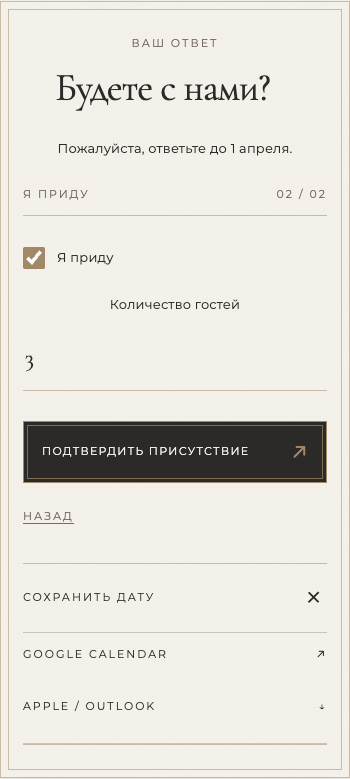 ВАШ ОТВЕТ
Будете с нами?
Пожалуйста, ответьте до 1 апреля.
Я ПРИДУ 02 / 02
Я приду
Количество гостей
3
ПОДТВЕРДИТЬ ПРИСУТСТВИЕ
НАЗАД
СОХРАНИТЬ ДАТУ
GOOGLE CALENDAR
APPLE / OUTLOOK